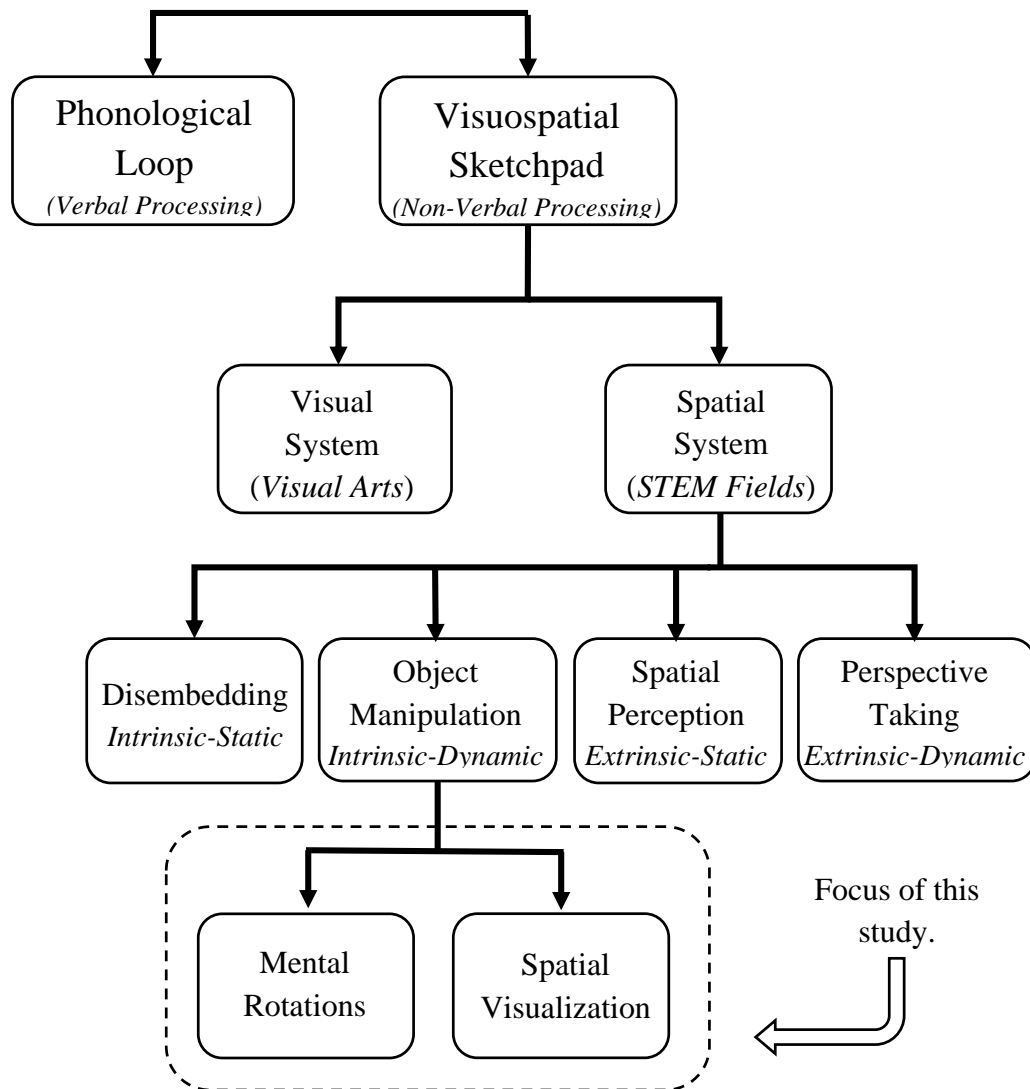 Phonological
Loop
(Verbal Processing)
Visuospatial
Sketchpad
(Non-Verbal Processing)
Visual
System
(Visual Arts)
Spatial
System
(STEM Fields)
Disembedding
Intrinsic-Static
Object
Manipulation
Intrinsic-Dynamic
Spatial
Perception
Extrinsic-Static
Perspective
Taking
Extrinsic-Dynamic
Mental
Rotations
Spatial
Visualization
Focus of this
study.